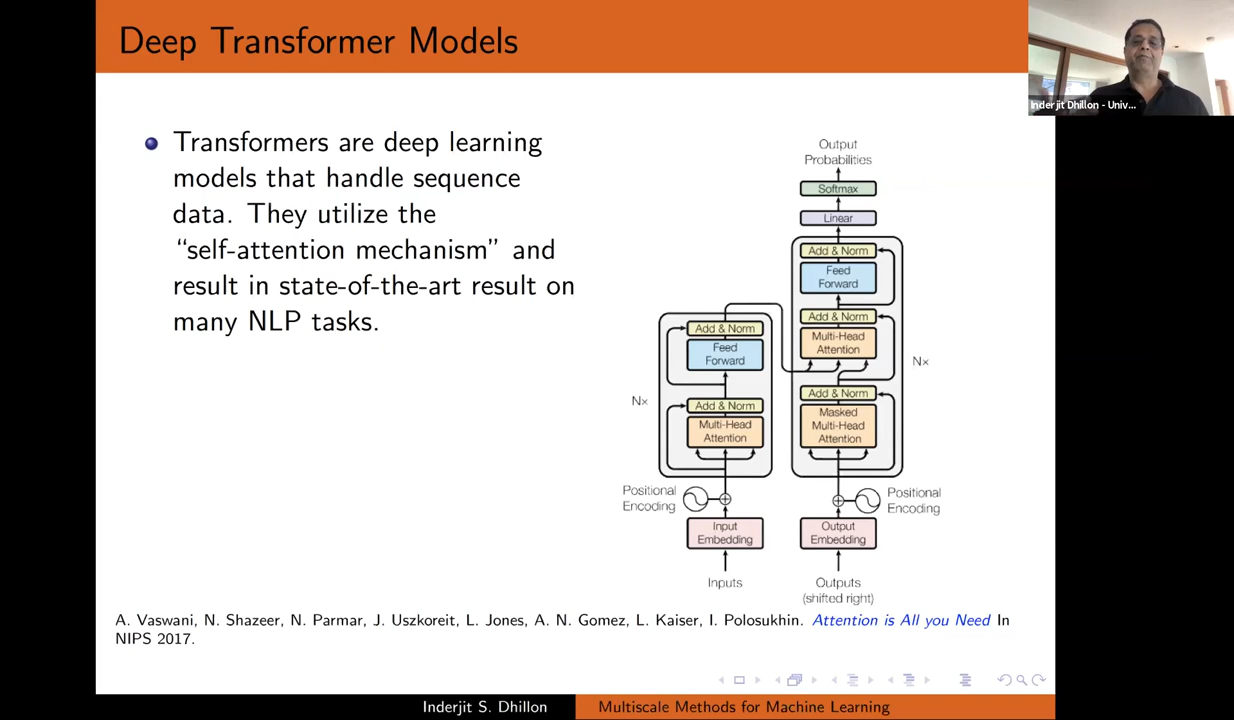 Deep Transformer Models
Inderjit Dhillon - Univ...
Transformers are deep learning
models that handle sequence
data. They utilize the
“self-attention mechanism” and
result in state-of-the-art result on
many NLP tasks.
Output
Probabilities
Softmax
Linear
Add & Norm
Feed
Forward
Add & Norm
Multi-Head
Attention
Add & Norm
Masked
Multi-Head
Attention
Nx
Add & Norm
Feed
Forward
Add & Norm
Multi-Head
Attention
Nx
Positional
Encoding
Positional
Encoding
Input
Embedding
Output
Embedding
Inputs
Outputs
(shifted right)
A. Vaswani, N. Shazeer, N. Parmar, J. Uszkoreit, L. Jones, A. N. Gomez, L. Kaiser, I. Polosukhin. Attention is All you Need In
NIPS 2017.
Inderjit S. Dhillon
Multiscale Methods for Machine Learning